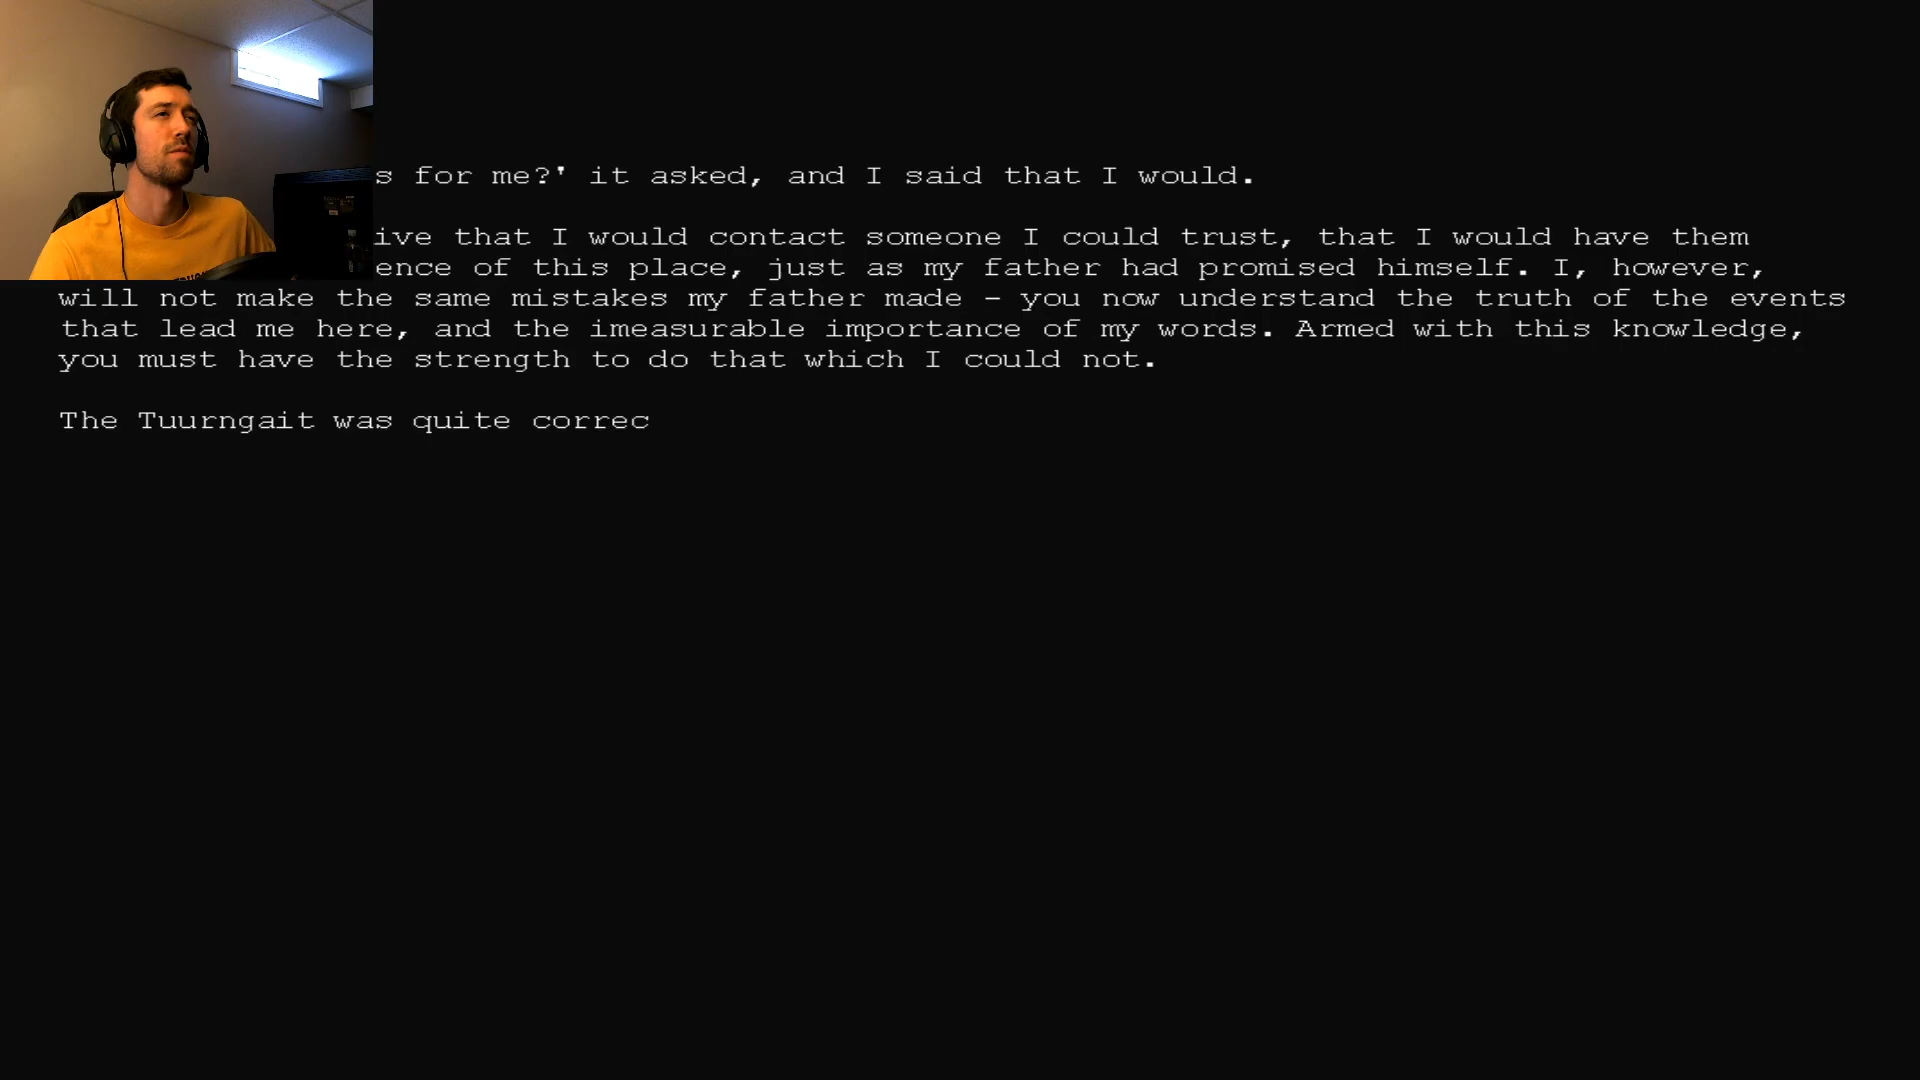 s for me?' it asked, and I said that I would.
ive that I would contact someone I could trust, that I would have them
ence of this place, just as my father had promised himself. I, however,
will not make the same mistakes my father made - you now understand the truth of the events
that lead me here, and the imeasurable importance of my words. Armed with this knowledge,
you must have the strength to do that which I could not.
The Tuurngait was quite correc